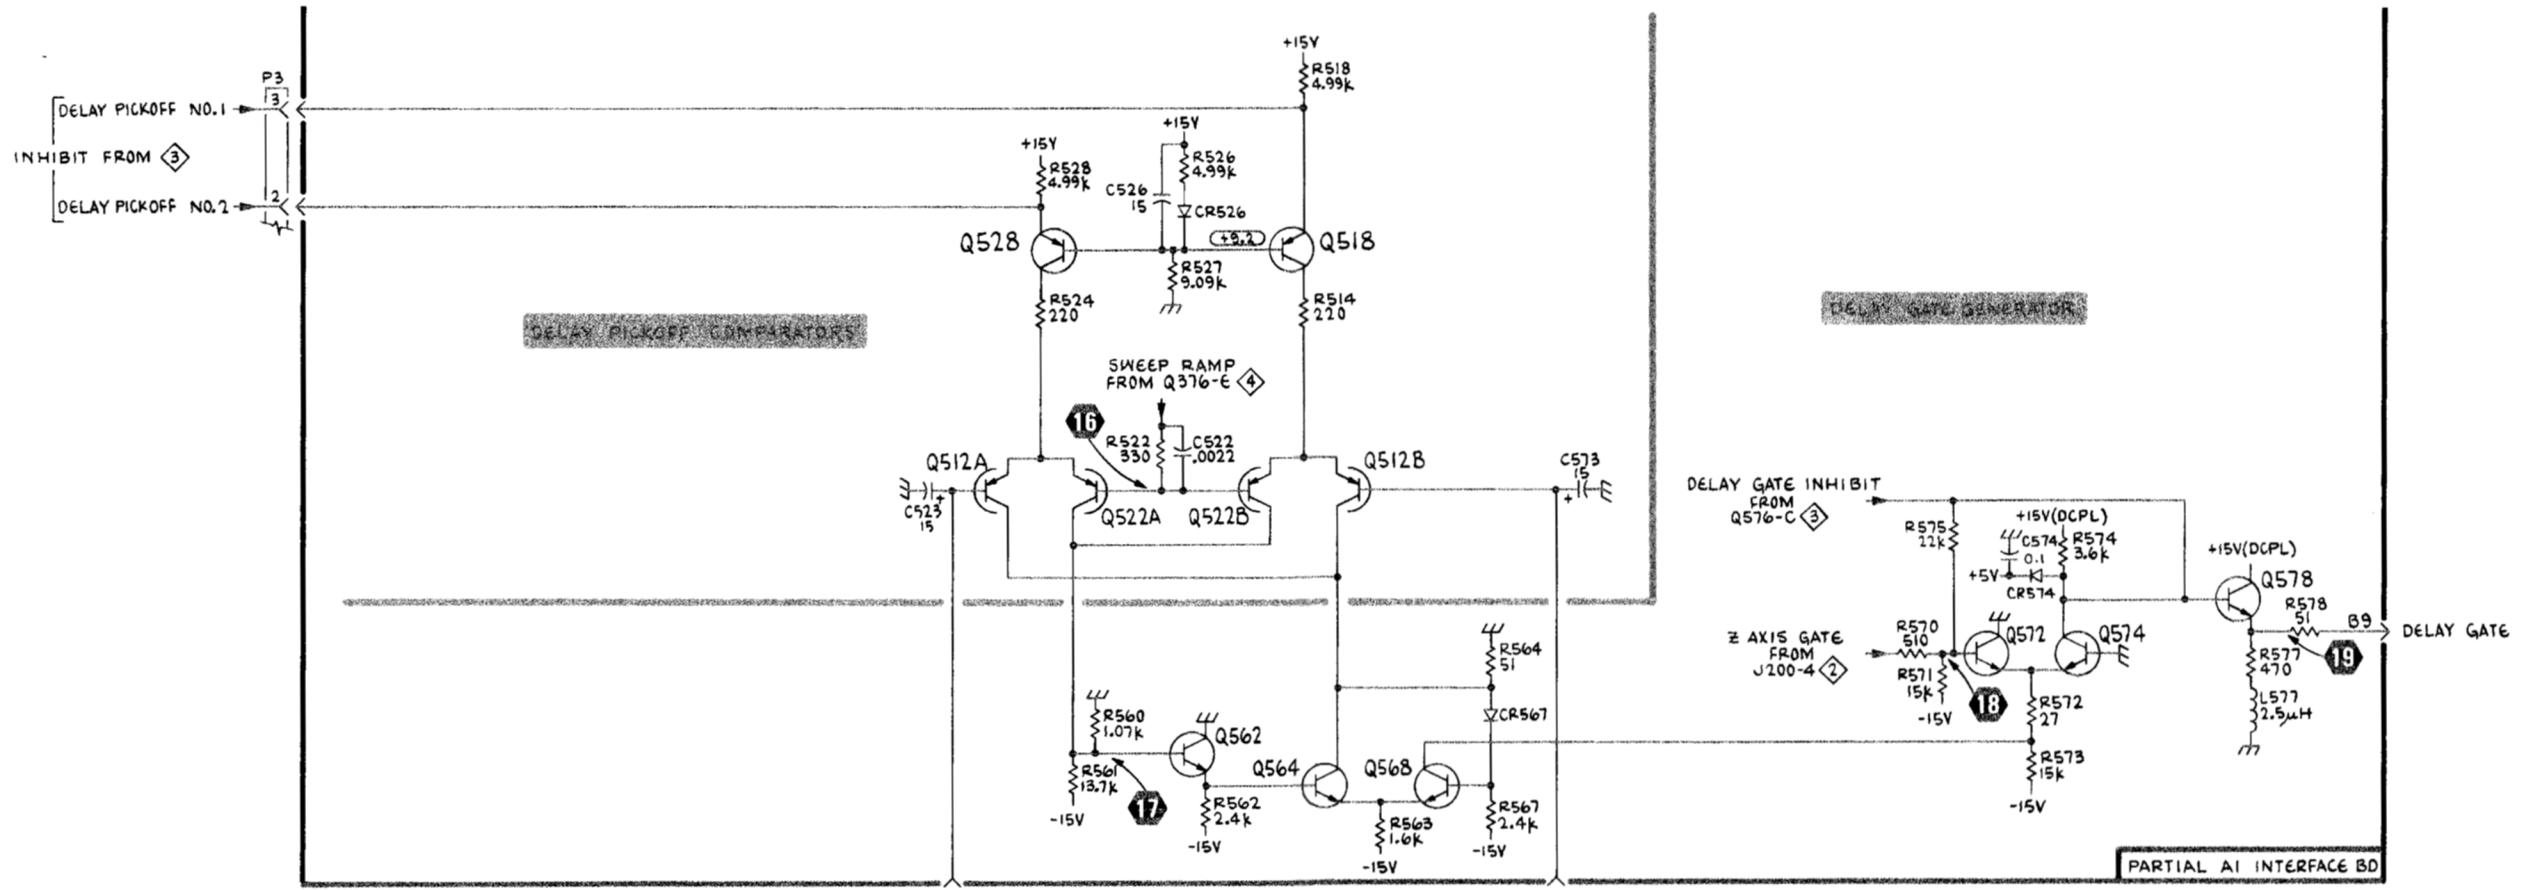 +15V
R518
4.99K
P3
3
DELAY PICKOFF NO.1
INHIBIT FROM 3
2
DELAY PICKOFF NO.2
+15V
R528
4.99K
+15V
R526
4.99K
C526
15
CR526
Q528
+9.2
Q518
R527
9.09K
R524
220
R514
220
DELAY PICKOFF COMPARATORS
DELAY GATE GENERATOR
SWEEP RAMP
FROM Q376-E 4
16
R522
330
C522
.0022
Q512A
Q512B
C573
15
+
C523
15
+
Q522A
Q522B
DELAY GATE INHIBIT
FROM
Q576-C 3
R575
22K
+15V(DCPL)
C574
0.1
R574
3.6K
+5V
CR574
+15V(DCPL)
Q578
R578
51
B9
DELAY GATE
19
R577
470
L577
2.5μH
Z AXIS GATE
FROM
J200-4 2
R570
510
Q572
Q574
R571
15K
-15V
18
R572
27
R573
15K
-15V
R564
51
CR567
R560
1.07K
Q562
R561
13.7K
-15V
17
Q564
Q568
R562
2.4K
-15V
R563
1.6K
-15V
R567
2.4K
-15V
PARTIAL A1 INTERFACE BD